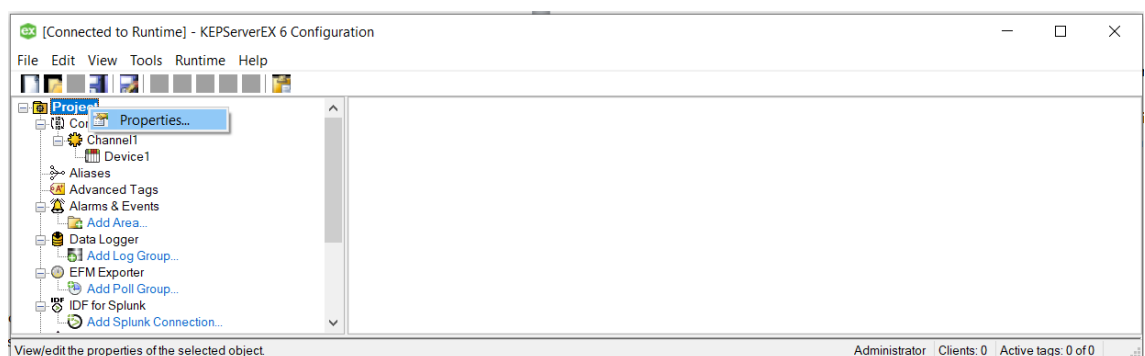 [Connected to Runtime] - KEPServerEX 6 Configuration
File Edit View Tools Runtime Help
Project
Properties...
Channel1
Device1
Aliases
Advanced Tags
Alarms & Events
Add Area...
Data Logger
Add Log Group...
EFM Exporter
Add Poll Group...
IDF for Splunk
Add Splunk Connection...
View/edit the properties of the selected object. Administrator Clients: 0 Active tags: 0 of 0